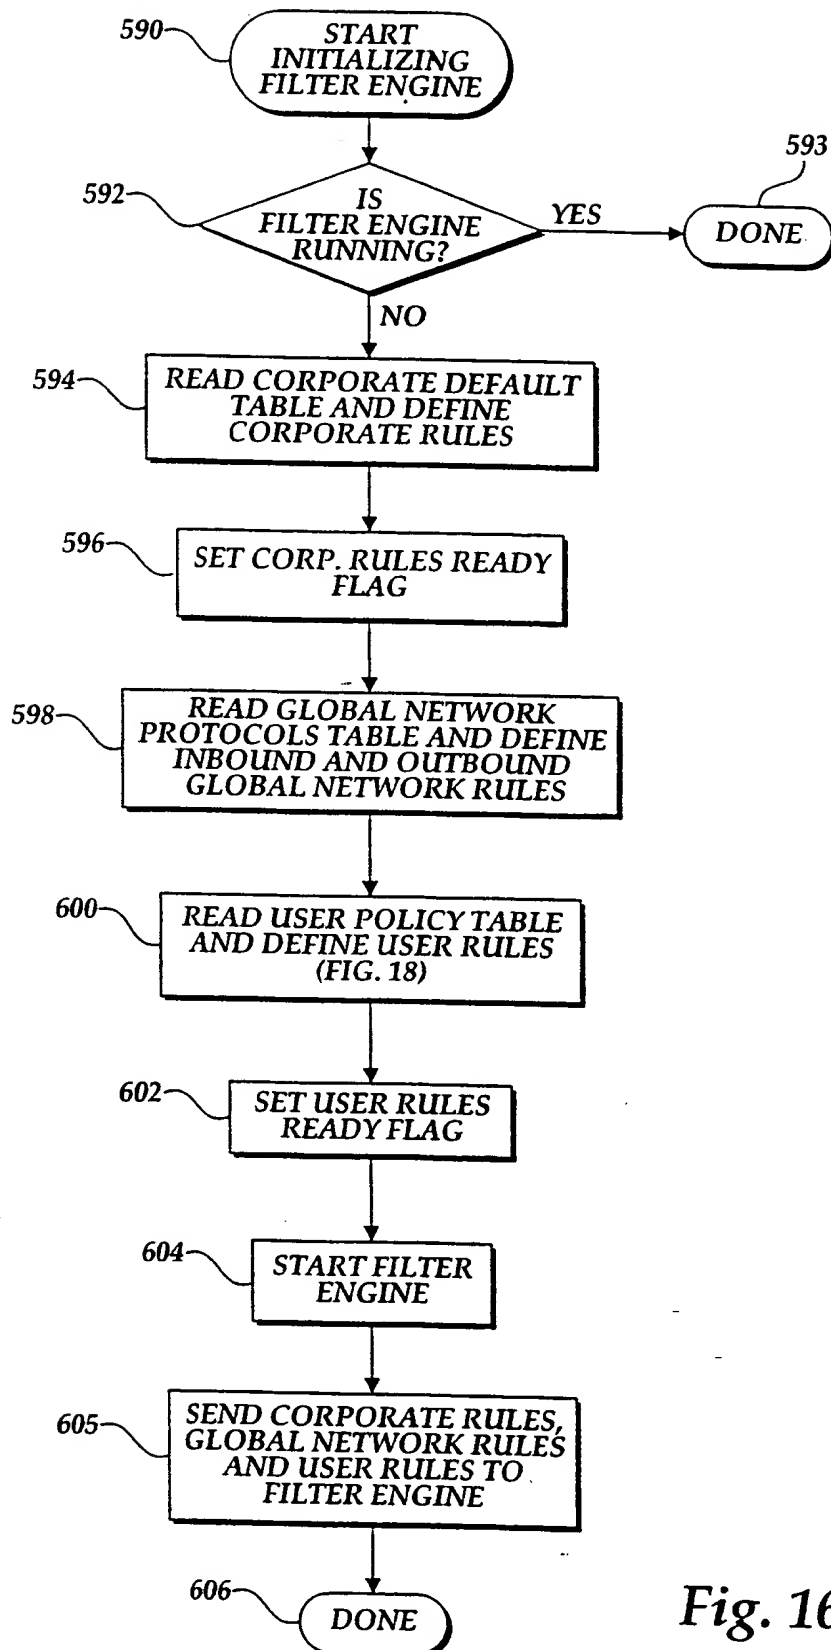 590
START
INITIALIZING
FILTER ENGINE
592
IS
FILTER ENGINE
RUNNING?
YES
593
DONE
NO
594
READ CORPORATE DEFAULT
TABLE AND DEFINE
CORPORATE RULES
596
SET CORP. RULES READY
FLAG
598
READ GLOBAL NETWORK
PROTOCOLS TABLE AND DEFINE
INBOUND AND OUTBOUND
GLOBAL NETWORK RULES
600
READ USER POLICY TABLE
AND DEFINE USER RULES
(FIG. 18)
602
SET USER RULES
READY FLAG
604
START FILTER
ENGINE
605
SEND CORPORATE RULES,
GLOBAL NETWORK RULES
AND USER RULES TO
FILTER ENGINE
606
DONE
Fig. 16